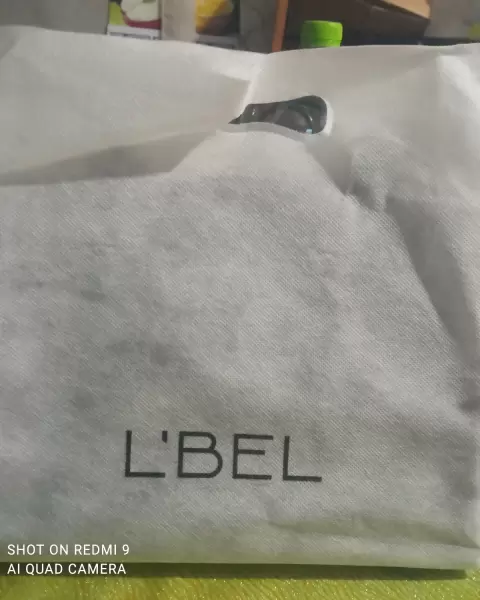 L'BEL
SHOT ON REDMI 9
AI QUAD CAMERA